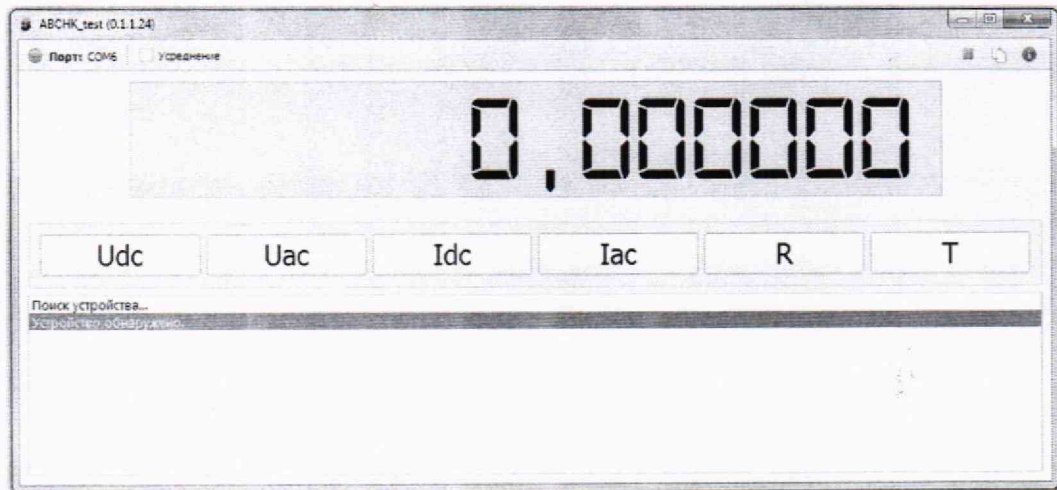 ABCHK_test (0.1.1.24)
Порт: COM6 Усреднение
0,000000
Udc Uac Idc Iac R T
Поиск устройства...
Устройство обнаружено.